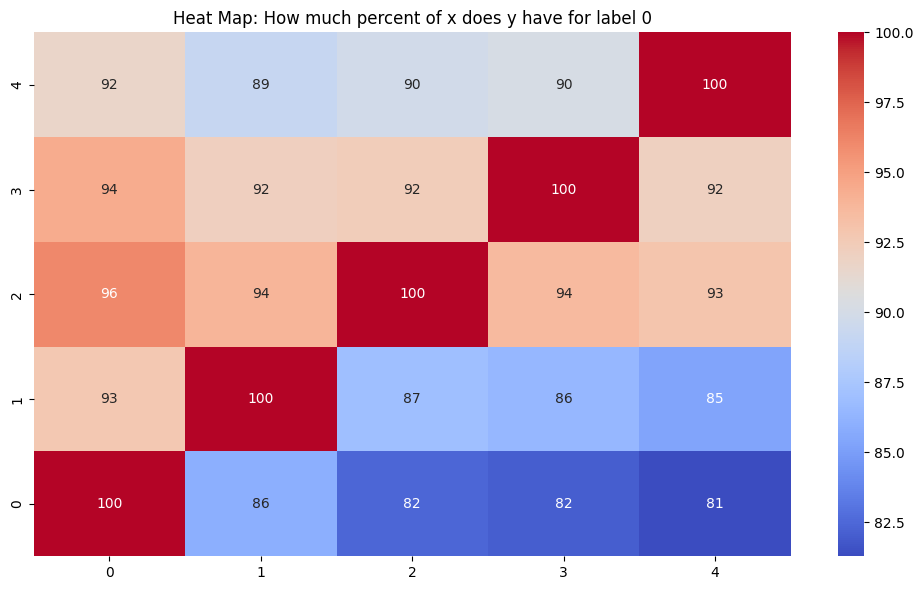 Heat Map: How much percent of x does y have for label 0
4 92 89 90 90 100
3 94 92 92 100 92
2 96 94 100 94 93
1 93 100 87 86 85
0 100 86 82 82 81
0 1 2 3 4
100.0
97.5
95.0
92.5
90.0
87.5
85.0
82.5